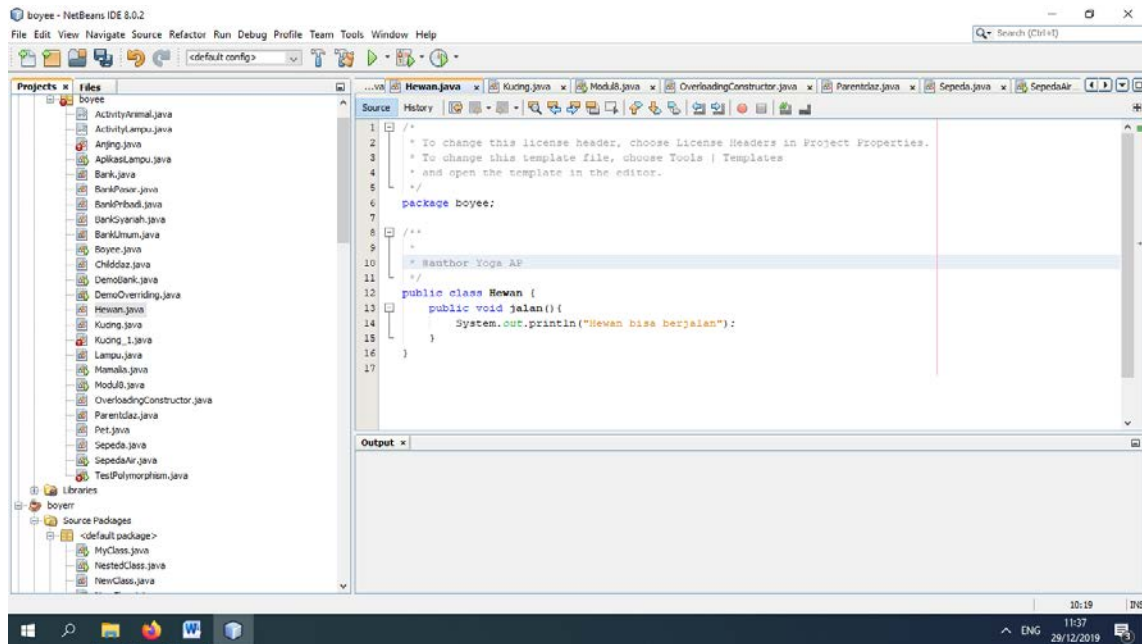 boyee - NetBeans IDE 8.0.2
File Edit View Navigate Source Refactor Run Debug Profile Team Tools Window Help
Search (Ctrl+I)
<default config>
Projects Files
boyee
ActivityAnimal.java
ActivityLampu.java
Anjing.java
AplikasiLampu.java
Bank.java
BankPasar.java
BankPribadi.java
BankSyariah.java
BankUmum.java
Boyee.java
Childdaz.java
DemoBank.java
DemoOverriding.java
Hewan.java
Kucing.java
Kucing_1.java
Lampu.java
Mamalia.java
Modul8.java
OverloadingConstructor.java
Parentdaz.java
Pet.java
Sepeda.java
SepedaAir.java
TestPolymorphism.java
Libraries
boyerr
Source Packages
<default package>
MyClass.java
NestedClass.java
NewClass.java
...va Hewan.java Kucing.java Modul8.java OverloadingConstructor.java Parentdaz.java Sepeda.java SepedaAir...
Source History
1 /*
2 * To change this license header, choose License Headers in Project Properties.
3 * To change this template file, choose Tools | Templates
4 * and open the template in the editor.
5 */
6 package boyee;
7
8 /**
9 *
10 * @author Yoga AP
11 */
12 public class Hewan {
13 public void jalan(){
14 System.out.println("Hewan bisa berjalan");
15 }
16 }
17
Output
10:19 INS
ENG 11:37
29/12/2019